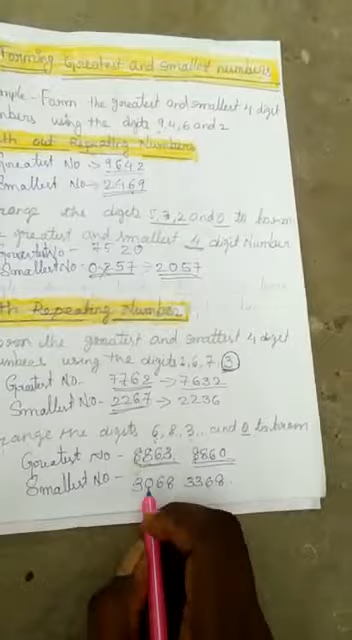 Forming Greatest and Smallest numbers
mple - Form the greatest and smallest 4 digit
mbers using the digits 9,4,6 and 2
th out Repeating Numbers
Greatest No → 9642
Smallest No - 2469
range the digits 5,7,2 0 and 0 to form
greatest and smallest 4 digit Number
Greatest No - 7520
Smallest No - 0257 - 2057
th Repeating Number
orm the greatest and smallest 4 digit
umbers using the digits 2,6,7, 3
Greatest No. 7762 → 7632
Smallest No - 2267 → 2236
range the digits 6,8,3.. and 0 to form
Greatest No - 8863 8860
Smallest No - 3068 3368